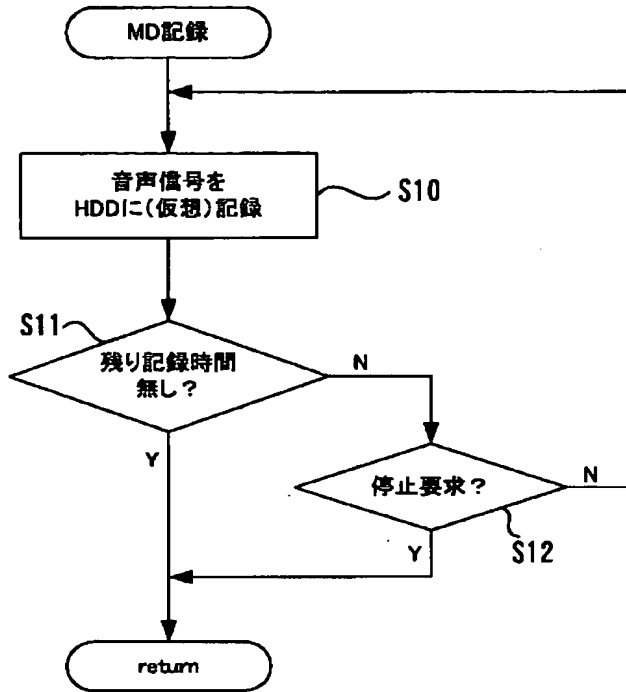 MD記録
音声信号を
HDDに(仮想)記録
S10
S11
残り記録時間
無し?
N
Y
停止要求?
N
S12
Y
return